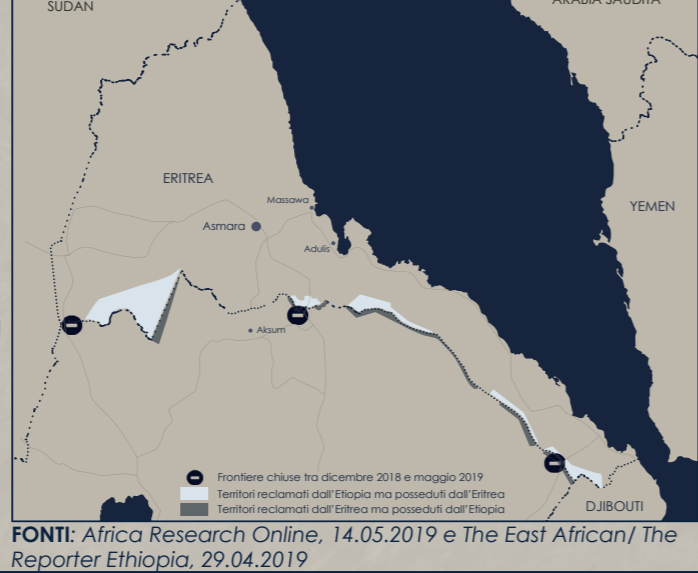 SUDAN
ARABIA SAUDITA
ERITREA
Massawa
YEMEN
Asmara
Adulis
Aksum
Frontiere chiuse tra dicembre 2018 e maggio 2019
Territori reclamati dall'Etiopia ma posseduti dall'Eritrea
Territori reclamati dall'Eritrea ma posseduti dall'Etiopia
DJIBOUTI
FONTI: Africa Research Online, 14.05.2019 e The East African/ The
Reporter Ethiopia, 29.04.2019